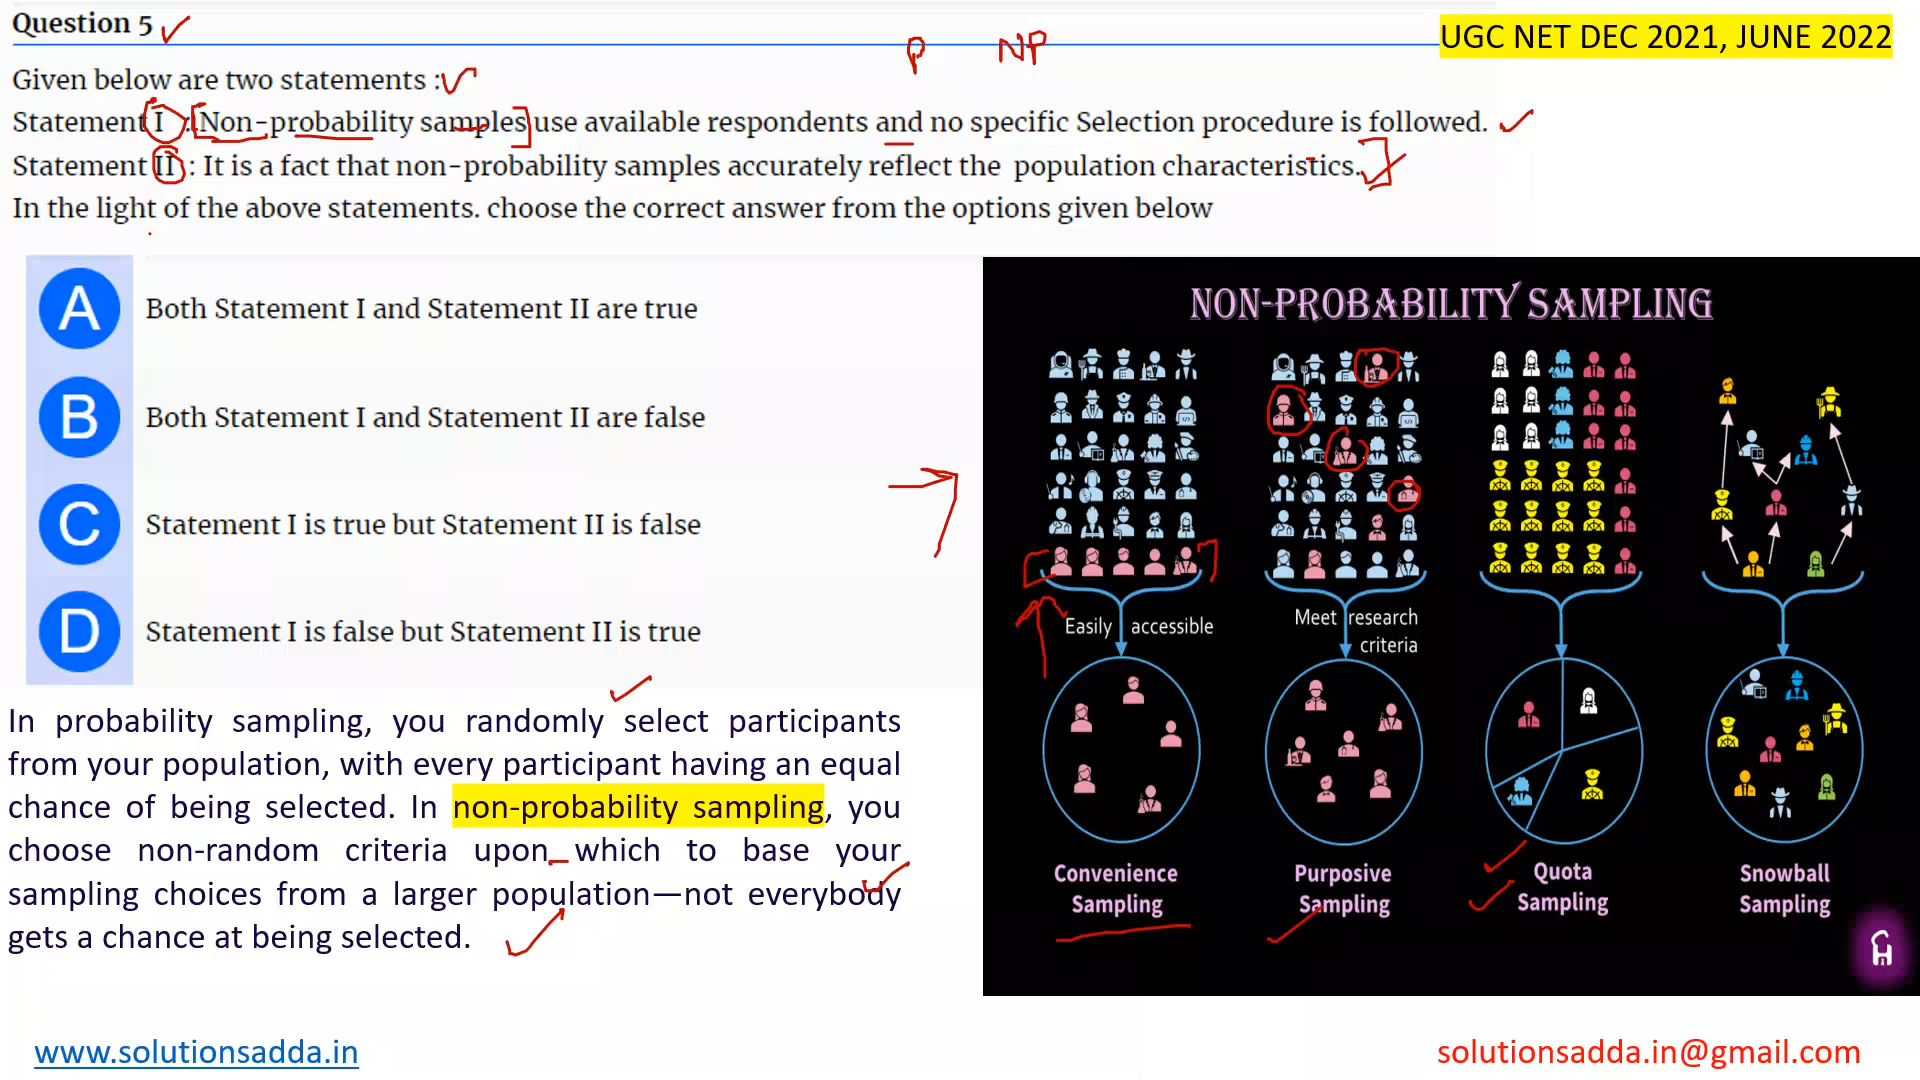 Question 5
UGC NET DEC 2021, JUNE 2022
P NP
Given below are two statements :
Statement I : Non-probability samples use available respondents and no specific Selection procedure is followed.
Statement II : It is a fact that non-probability samples accurately reflect the population characteristics.
In the light of the above statements. choose the correct answer from the options given below
A Both Statement I and Statement II are true
B Both Statement I and Statement II are false
C Statement I is true but Statement II is false
D Statement I is false but Statement II is true
In probability sampling, you randomly select participants
from your population, with every participant having an equal
chance of being selected. In non-probability sampling, you
choose non-random criteria upon which to base your
sampling choices from a larger population—not everybody
gets a chance at being selected.
NON-PROBABILITY SAMPLING
Easily accessible
Meet research
criteria
Convenience
Sampling
Purposive
Sampling
Quota
Sampling
Snowball
Sampling
www.solutionsadda.in
solutionsadda.in@gmail.com